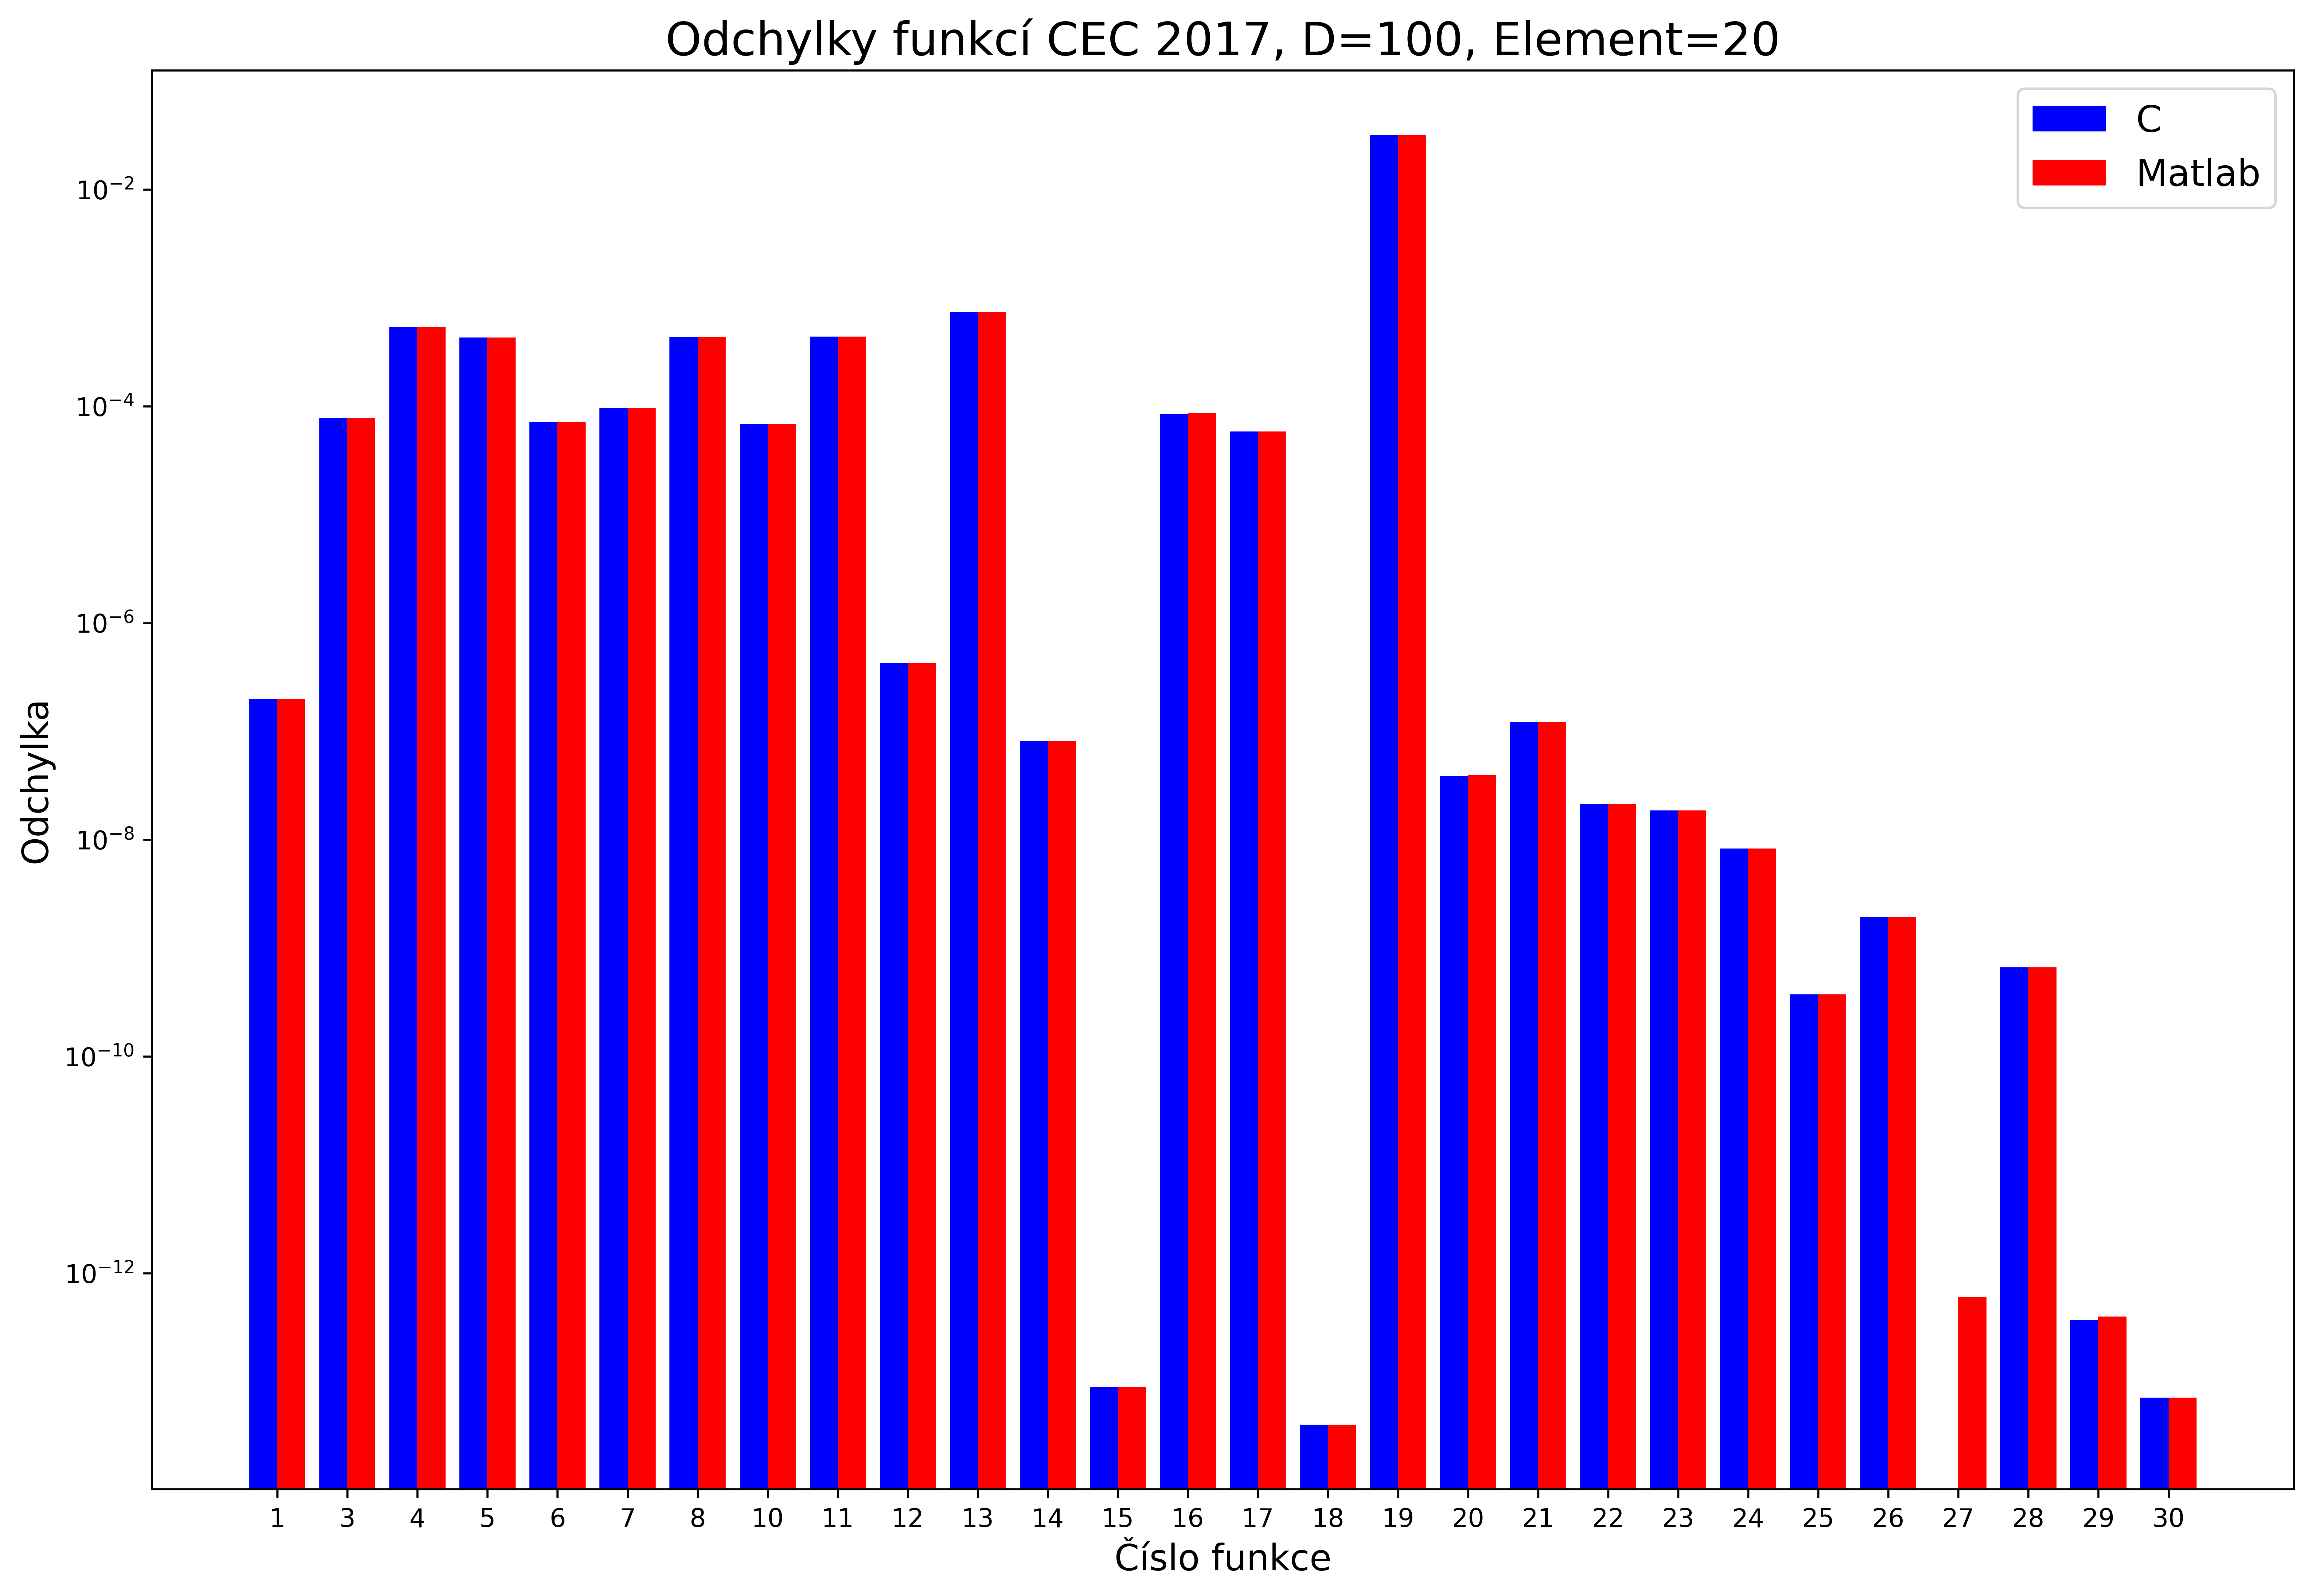 Odchylky funkcí CEC 2017, D=100, Element=20
C
Matlab
10⁻²
10⁻⁴
10⁻⁶
10⁻⁸
10⁻¹⁰
10⁻¹²
Odchylka
1 3 4 5 6 7 8 10 11 12 13 14 15 16 17 18 19 20 21 22 23 24 25 26 27 28 29 30
Číslo funkce